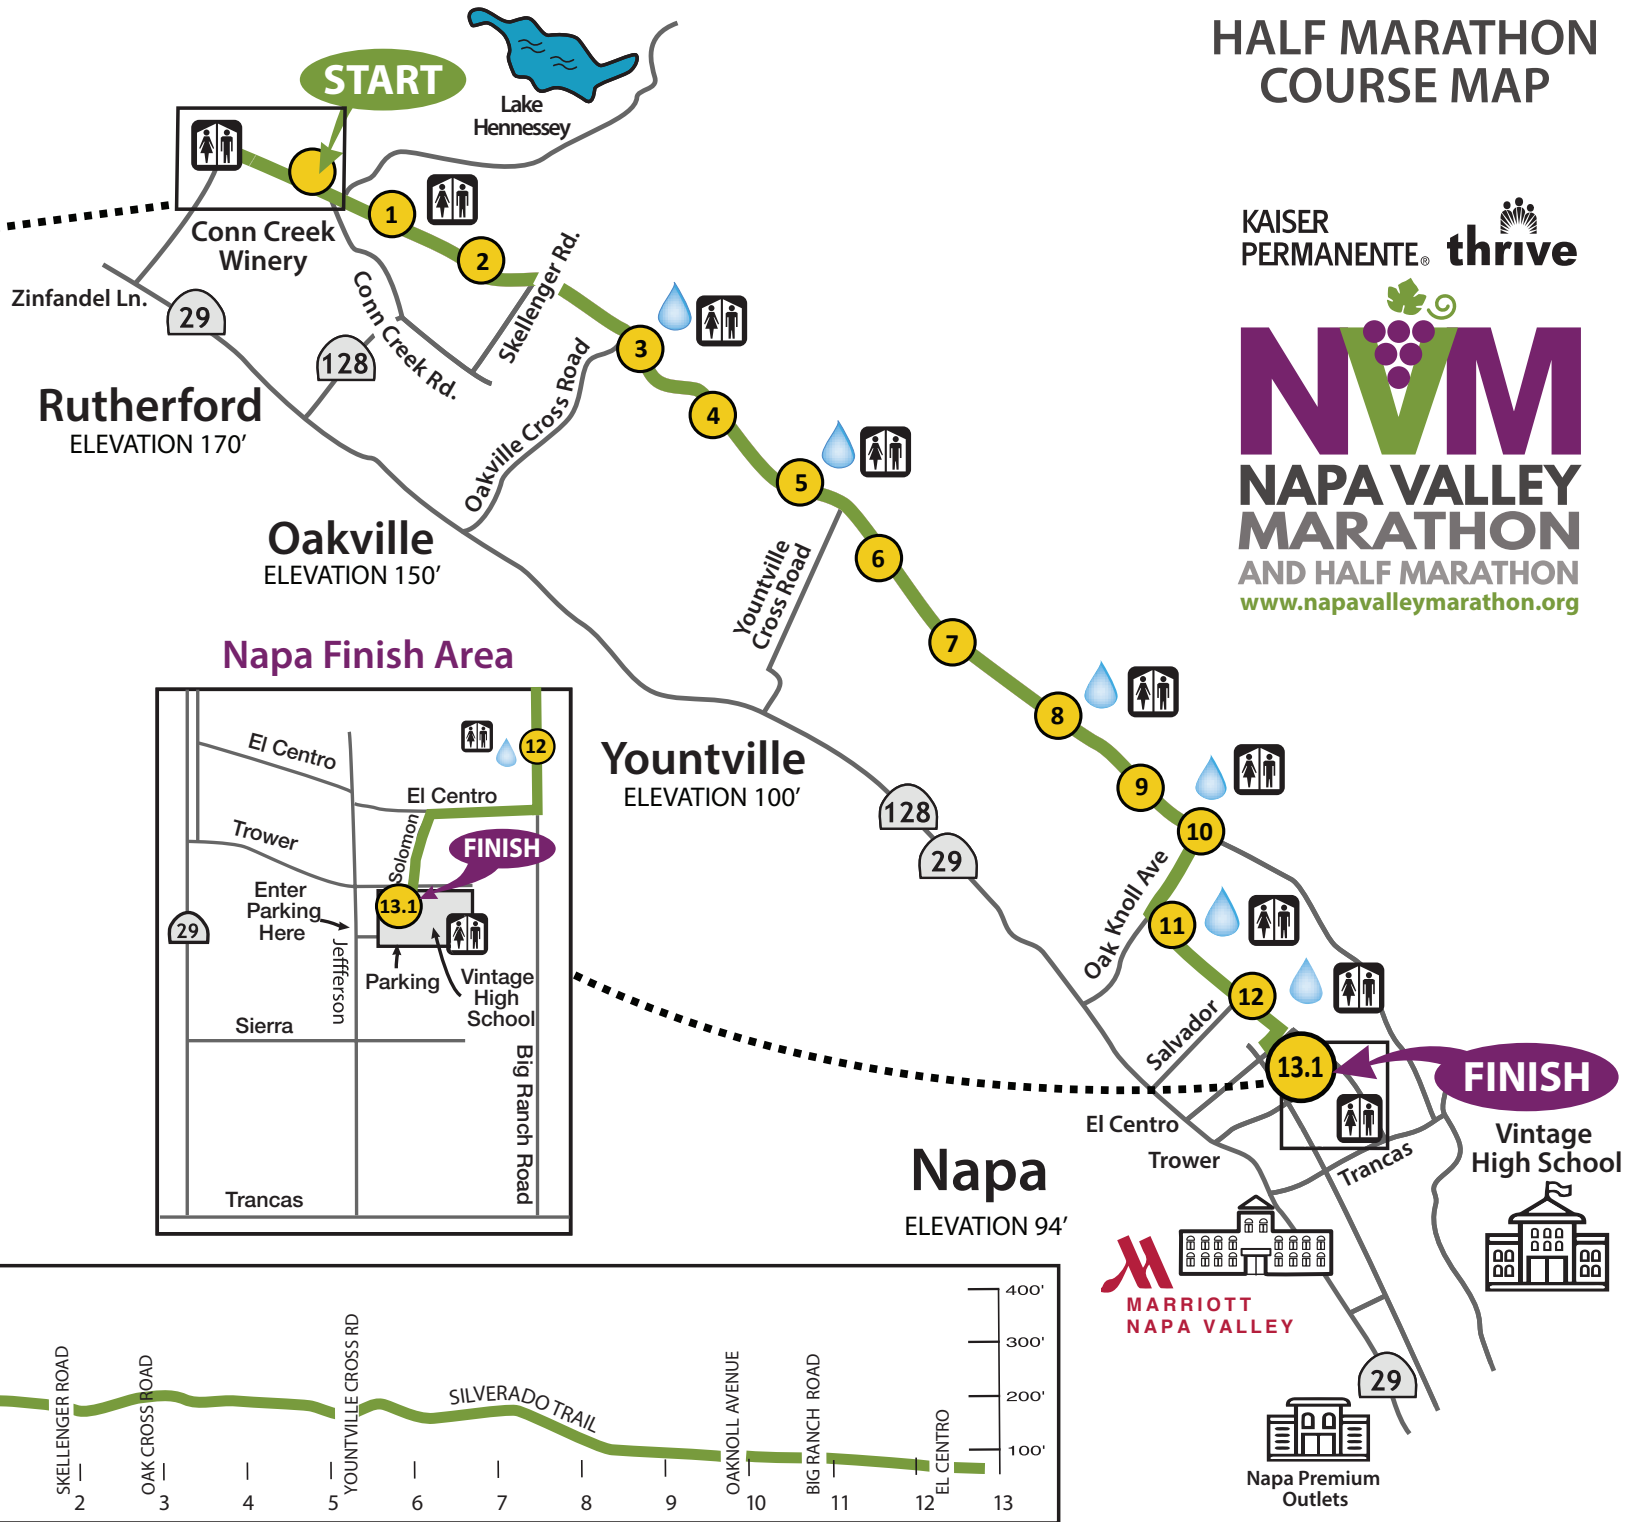 HALF MARATHON
COURSE MAP
START
Lake
Hennessey
Conn Creek
Winery
1
2
Zinfandel Ln.
29
128
Conn Creek Rd.
Skellenger Rd.
3
Oakville Cross Road
4
5
6
7
8
9
10
11
12
13.1
KAISER
PERMANENTE® thrive
NVM
NAPA VALLEY
MARATHON
AND HALF MARATHON
www.napavalleymarathon.org
Rutherford
ELEVATION 170’
Oakville
ELEVATION 150’
Yountville
Cross Road
Yountville
ELEVATION 100’
128
29
Oak Knoll Ave
Salvador
El Centro
Trower
Trancas
FINISH
Vintage
High School
Napa
ELEVATION 94’
MARRIOTT
NAPA VALLEY
29
Napa Premium
Outlets
Napa Finish Area
El Centro
12
El Centro
Trower
Solomon
FINISH
Enter
Parking
Here
13.1
29
Jeffferson
Parking
Vintage
High
School
Sierra
Big Ranch Road
Trancas
400'
300'
200'
100'
SKELLENGER ROAD
OAK CROSS ROAD
YOUNTVILLE CROSS RD
SILVERADO TRAIL
OAKNOLL AVENUE
BIG RANCH ROAD
EL CENTRO
2 3 4 5 6 7 8 9 10 11 12 13